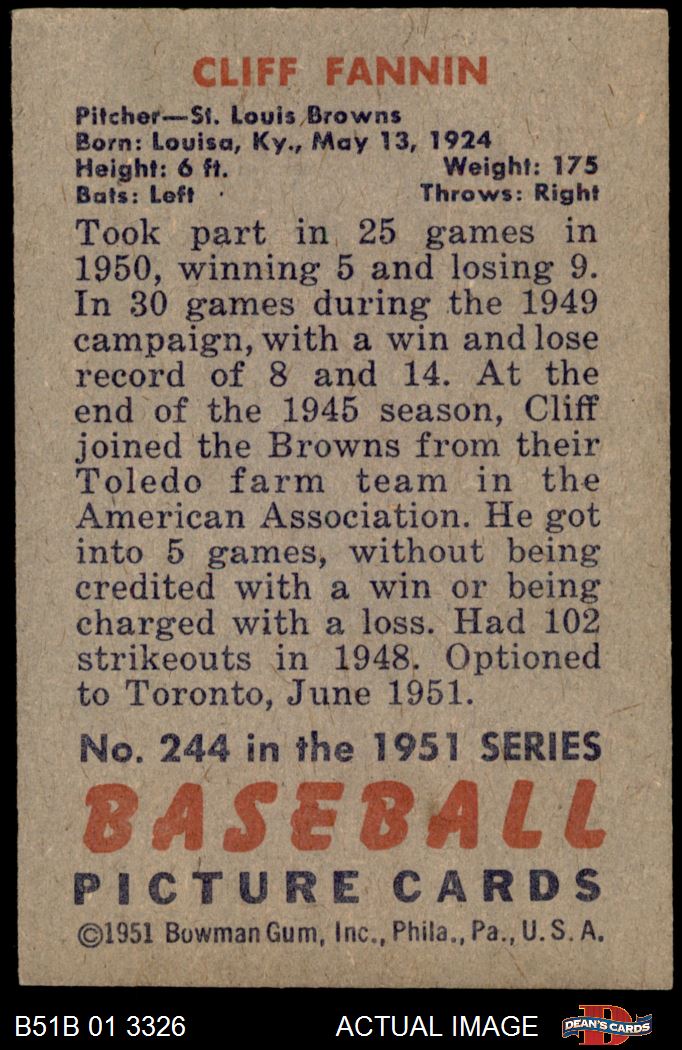 CLIFF FANNIN
Pitcher—St. Louis Browns
Born: Louisa, Ky., May 13, 1924
Height: 6 ft. Weight: 175
Bats: Left Throws: Right
Took part in 25 games in
1950, winning 5 and losing 9.
In 30 games during the 1949
campaign, with a win and lose
record of 8 and 14. At the
end of the 1945 season, Cliff
joined the Browns from their
Toledo farm team in the
American Association. He got
into 5 games, without being
credited with a win or being
charged with a loss. Had 102
strikeouts in 1948. Optioned
to Toronto, June 1951.
No. 244 in the 1951 SERIES
BASEBALL
PICTURE CARDS
©1951 Bowman Gum, Inc., Phila., Pa., U. S. A.
B51B 01 3326 ACTUAL IMAGE D DEAN'S CARDS